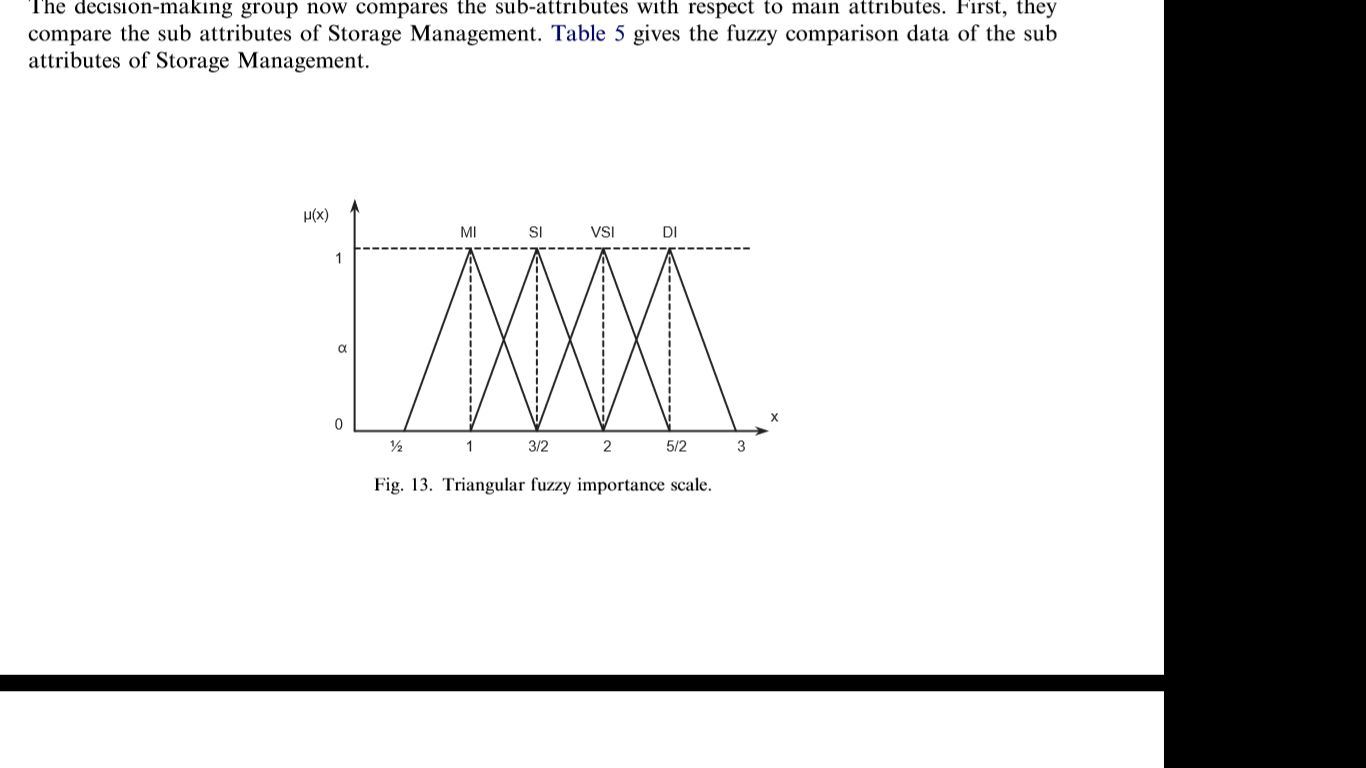 The decision-making group now compares the sub-attributes with respect to main attributes. First, they
compare the sub attributes of Storage Management. Table 5 gives the fuzzy comparison data of the sub
attributes of Storage Management.
μ(x)
MI SI VSI DI
1
α
0
x
½ 1 3/2 2 5/2 3
Fig. 13. Triangular fuzzy importance scale.